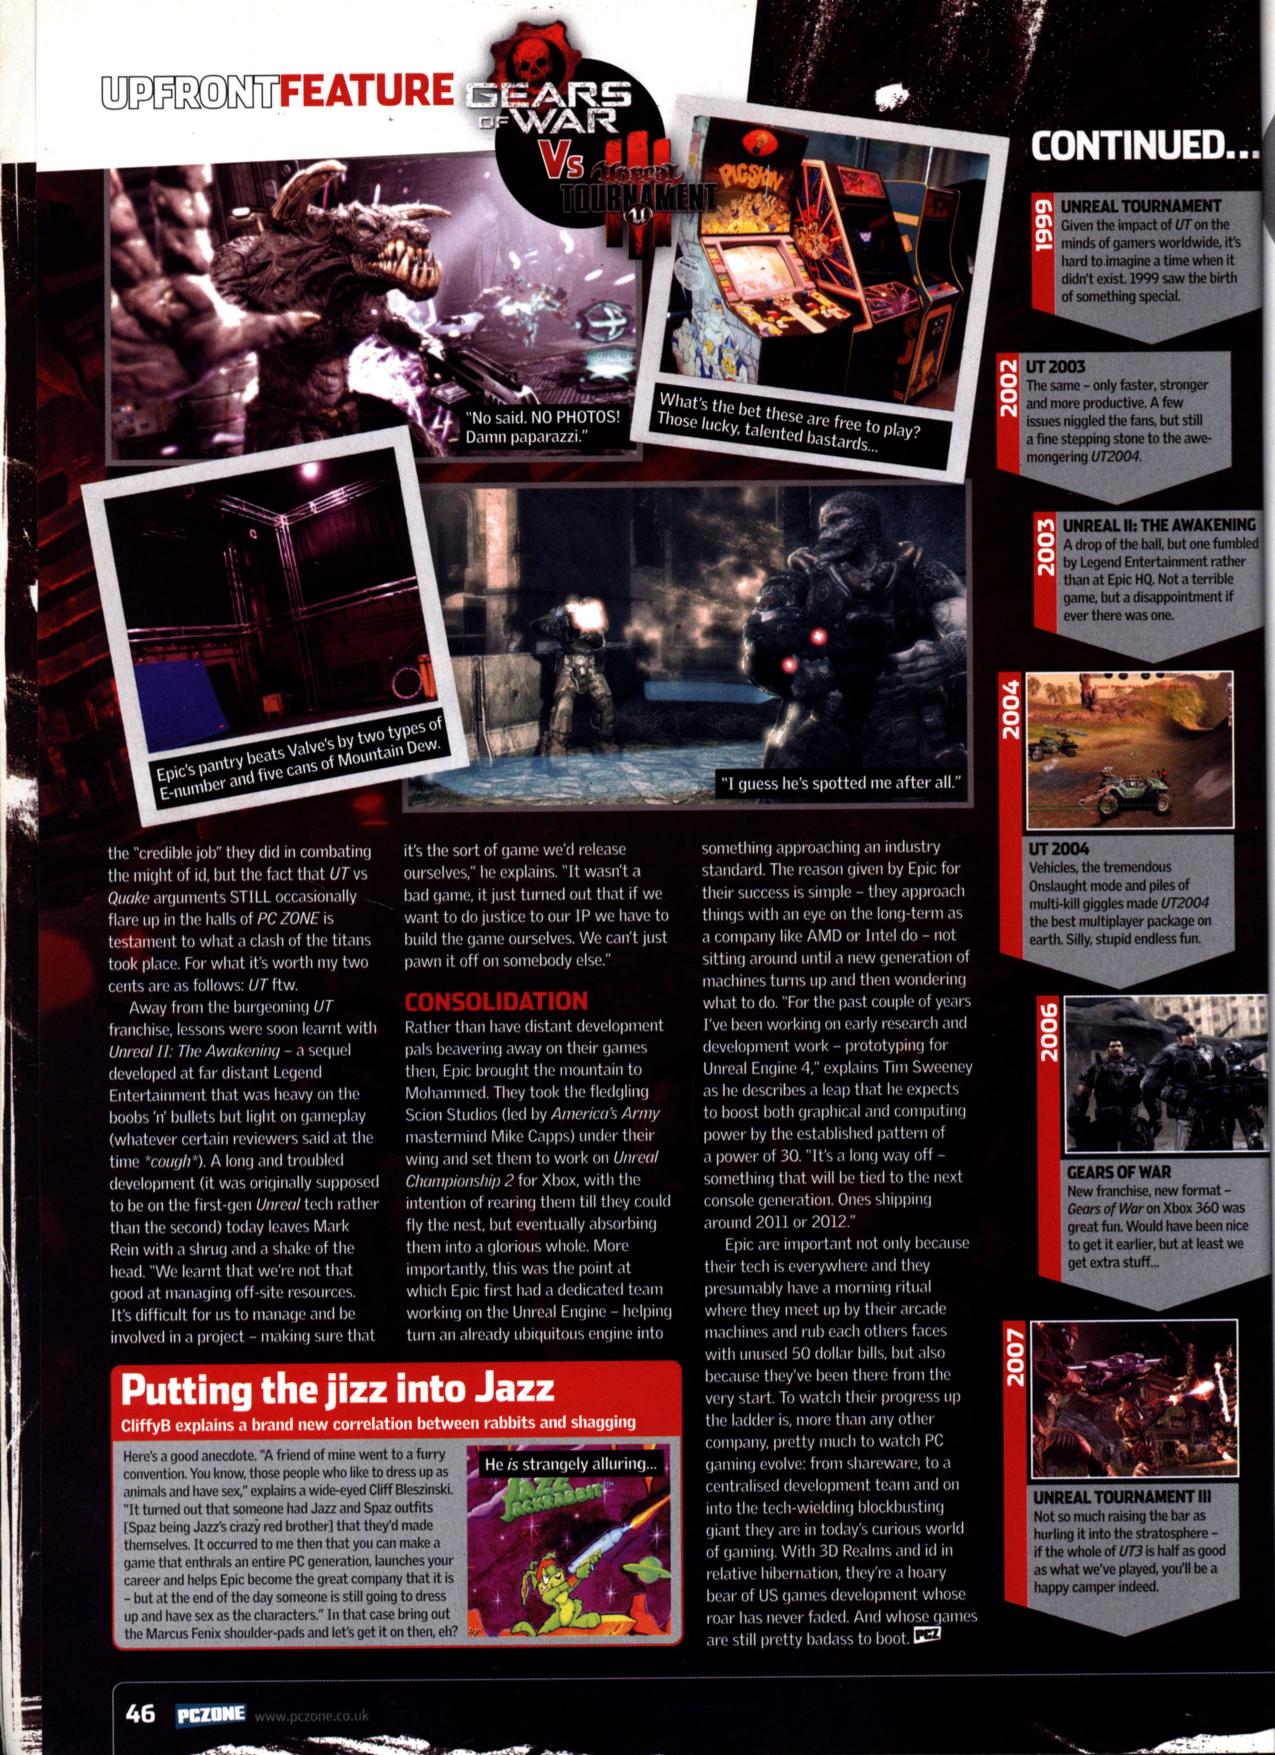 UPFRONTFEATURE
GEARS
OF WAR
Vs
Unreal
TOURNAMENT
PIGSKIN
"No said. NO PHOTOS!
Damn paparazzi."
What's the bet these are free to play?
Those lucky, talented bastards...
Epic's pantry beats Valve's by two types of
E-number and five cans of Mountain Dew.
"I guess he's spotted me after all."
the "credible job" they did in combating
the might of id, but the fact that UT vs
Quake arguments STILL occasionally
flare up in the halls of PC ZONE is
testament to what a clash of the titans
took place. For what it's worth my two
cents are as follows: UT ftw.
Away from the burgeoning UT
franchise, lessons were soon learnt with
Unreal II: The Awakening – a sequel
developed at far distant Legend
Entertainment that was heavy on the
boobs 'n' bullets but light on gameplay
(whatever certain reviewers said at the
time *cough*). A long and troubled
development (it was originally supposed
to be on the first-gen Unreal tech rather
than the second) today leaves Mark
Rein with a shrug and a shake of the
head. "We learnt that we're not that
good at managing off-site resources.
It's difficult for us to manage and be
involved in a project – making sure that
it's the sort of game we'd release
ourselves," he explains. "It wasn't a
bad game, it just turned out that if we
want to do justice to our IP we have to
build the game ourselves. We can't just
pawn it off on somebody else."
CONSOLIDATION
Rather than have distant development
pals beavering away on their games
then, Epic brought the mountain to
Mohammed. They took the fledgling
Scion Studios (led by America's Army
mastermind Mike Capps) under their
wing and set them to work on Unreal
Championship 2 for Xbox, with the
intention of rearing them till they could
fly the nest, but eventually absorbing
them into a glorious whole. More
importantly, this was the point at
which Epic first had a dedicated team
working on the Unreal Engine – helping
turn an already ubiquitous engine into
something approaching an industry
standard. The reason given by Epic for
their success is simple – they approach
things with an eye on the long-term as
a company like AMD or Intel do – not
sitting around until a new generation of
machines turns up and then wondering
what to do. "For the past couple of years
I've been working on early research and
development work – prototyping for
Unreal Engine 4," explains Tim Sweeney
as he describes a leap that he expects
to boost both graphical and computing
power by the established pattern of
a power of 30. "It's a long way off –
something that will be tied to the next
console generation. Ones shipping
around 2011 or 2012."
Epic are important not only because
their tech is everywhere and they
presumably have a morning ritual
where they meet up by their arcade
machines and rub each others faces
with unused 50 dollar bills, but also
because they've been there from the
very start. To watch their progress up
the ladder is, more than any other
company, pretty much to watch PC
gaming evolve: from shareware, to a
centralised development team and on
into the tech-wielding blockbusting
giant they are in today's curious world
of gaming. With 3D Realms and id in
relative hibernation, they're a hoary
bear of US games development whose
roar has never faded. And whose games
are still pretty badass to boot. PCZ
Putting the jizz into Jazz
CliffyB explains a brand new correlation between rabbits and shagging
Here's a good anecdote. "A friend of mine went to a furry
convention. You know, those people who like to dress up as
animals and have sex," explains a wide-eyed Cliff Bleszinski.
"It turned out that someone had Jazz and Spaz outfits
[Spaz being Jazz's crazy red brother] that they'd made
themselves. It occurred to me then that you can make a
game that enthrals an entire PC generation, launches your
career and helps Epic become the great company that it is
– but at the end of the day someone is still going to dress
up and have sex as the characters." In that case bring out
the Marcus Fenix shoulder-pads and let's get it on then, eh?
He is strangely alluring...
JAZZ
JACKRABBIT
CONTINUED...
1999
UNREAL TOURNAMENT
Given the impact of UT on the
minds of gamers worldwide, it's
hard to imagine a time when it
didn't exist. 1999 saw the birth
of something special.
2002
UT 2003
The same – only faster, stronger
and more productive. A few
issues niggled the fans, but still
a fine stepping stone to the awe-
mongering UT2004.
2003
UNREAL II: THE AWAKENING
A drop of the ball, but one fumbled
by Legend Entertainment rather
than at Epic HQ. Not a terrible
game, but a disappointment if
ever there was one.
2004
UT 2004
Vehicles, the tremendous
Onslaught mode and piles of
multi-kill giggles made UT2004
the best multiplayer package on
earth. Silly, stupid endless fun.
2006
GEARS OF WAR
New franchise, new format –
Gears of War on Xbox 360 was
great fun. Would have been nice
to get it earlier, but at least we
get extra stuff...
2007
UNREAL TOURNAMENT III
Not so much raising the bar as
hurling it into the stratosphere –
if the whole of UT3 is half as good
as what we've played, you'll be a
happy camper indeed.
46 PCZONE www.pczone.co.uk